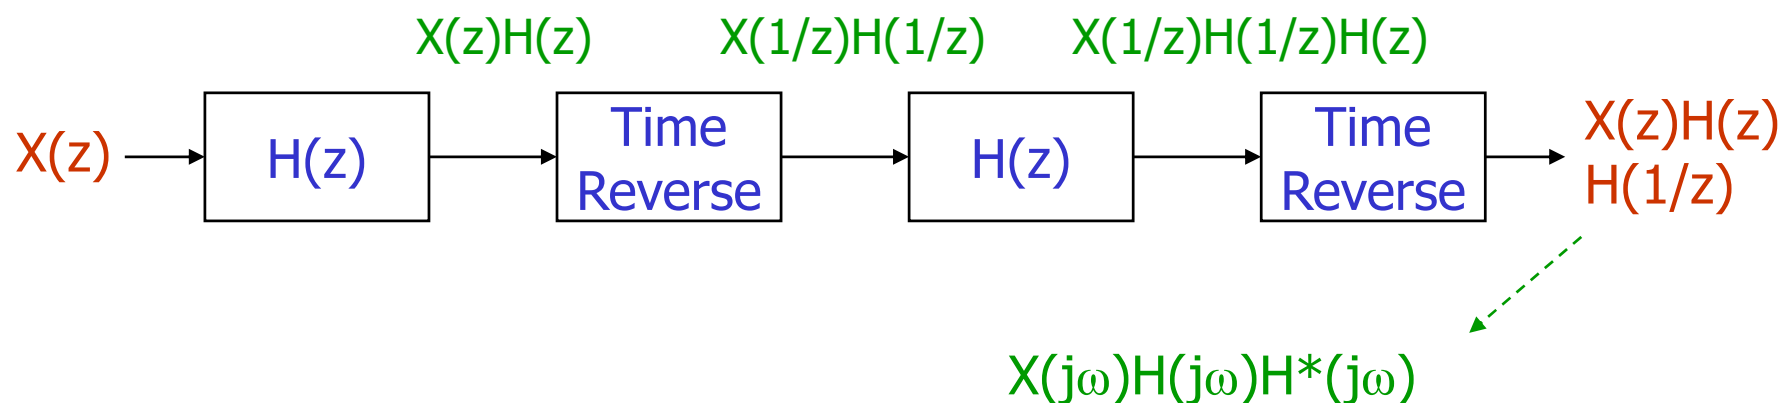 X(z)H(z)
X(1/z)H(1/z)
X(1/z)H(1/z)H(z)
X(z)
H(z)
Time
Reverse
H(z)
Time
Reverse
X(z)H(z)
H(1/z)
X(jω)H(jω)H*(jω)